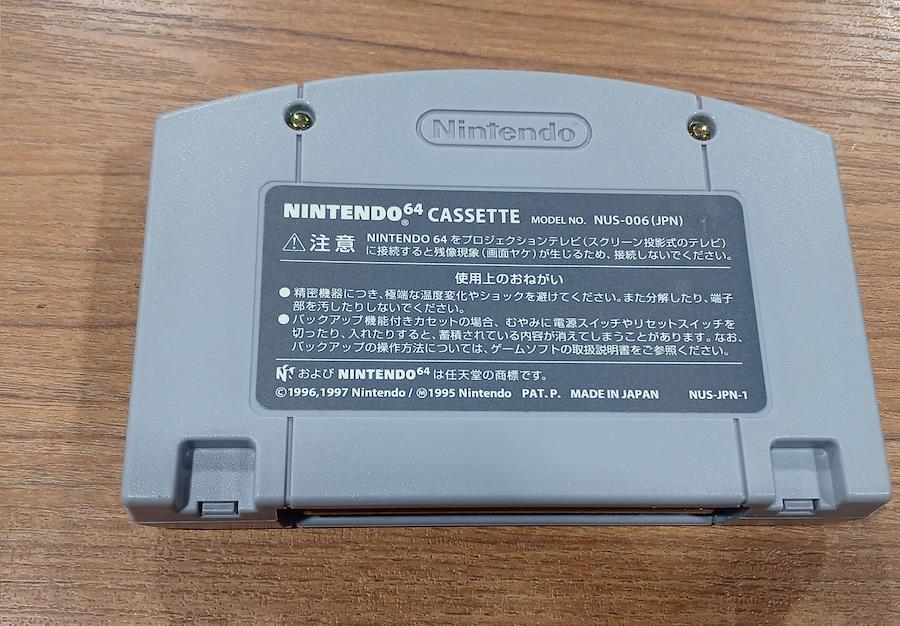 Nintendo
NINTENDO64 CASSETTE MODEL NO. NUS-006(JPN)
注意 NINTENDO 64 をプロジェクションテレビ(スクリーン投影式のテレビ)
に接続すると残像現象(画面ヤケ)が生じるため、接続しないでください。
使用上のおねがい
●精密機器につき、極端な温度変化やショックを避けてください。また分解したり、端子
部を汚したりしないでください。
●バックアップ機能付きカセットの場合、むやみに電源スイッチやリセットスイッチを
切ったり、入れたりすると、蓄積されている内容が消えてしまうことがあります。なお、
バックアップの操作方法については、ゲームソフトの取扱説明書をご参照ください。
および NINTENDO64 は任天堂の商標です。
©1996,1997 Nintendo / Ⓜ1995 Nintendo PAT. P. MADE IN JAPAN NUS-JPN-1